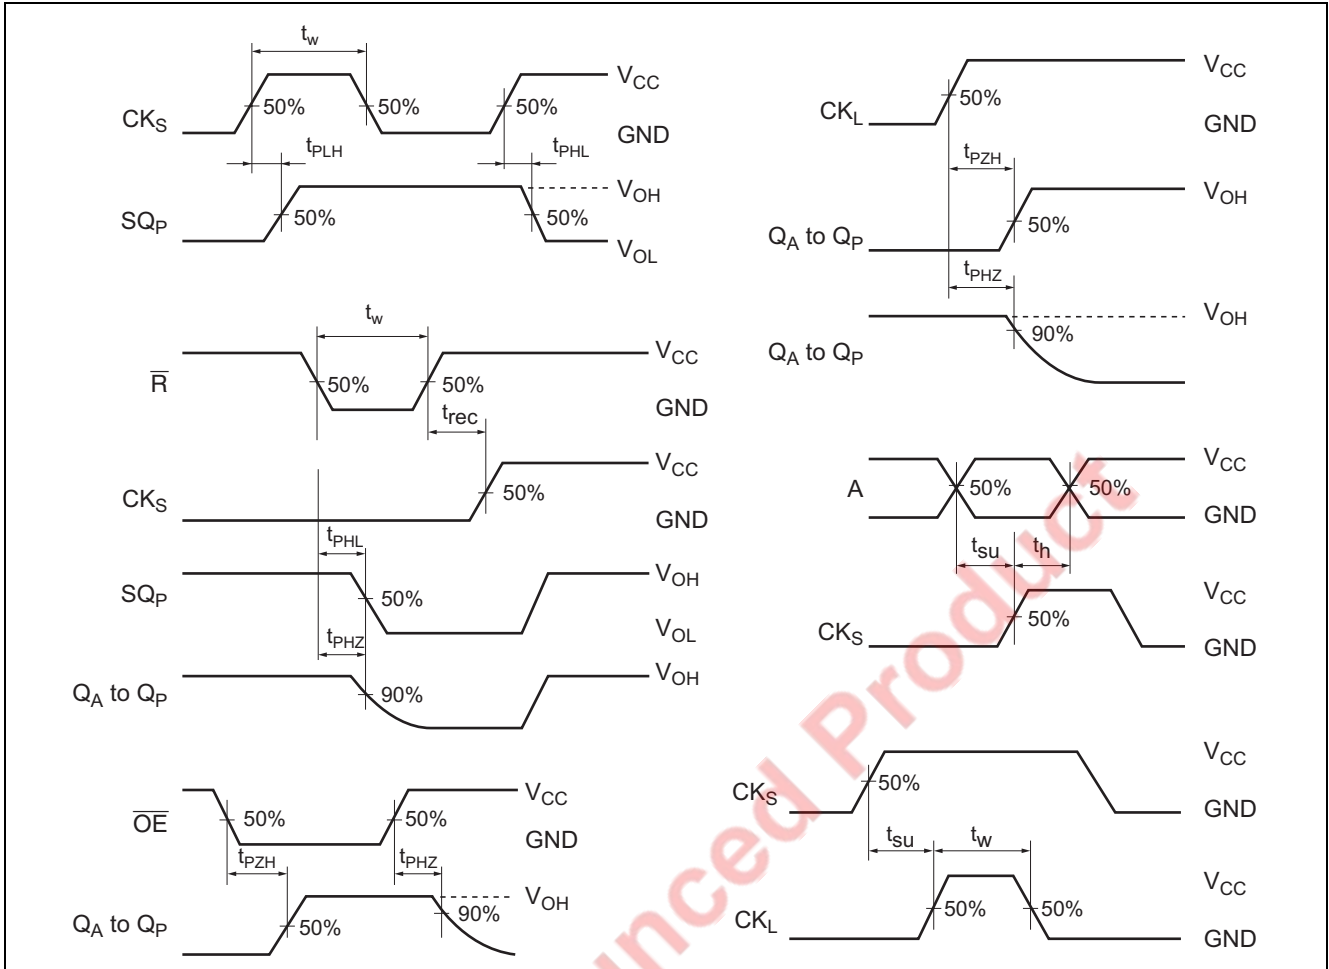 tw
CKS 50% 50% 50% VCC
GND
tPLH tPHL
SQP 50% 50% VOH
VOL
tw
R 50% 50% VCC
GND
trec
CKS 50% VCC
GND
tPHL
SQP 50% VOH
VOL
tPHZ
QA to QP 90% VOH
OE 50% 50% VCC
GND
tPZH tPHZ
QA to QP 50% 90% VOH
CKL 50% VCC
GND
tPZH
QA to QP 50% VOH
tPHZ
QA to QP 90% VOH
A 50% 50% VCC
GND
tsu th
CKS 50% VCC
GND
CKS 50% VCC
GND
tsu tw
CKL 50% 50% VCC
GND
unced Product